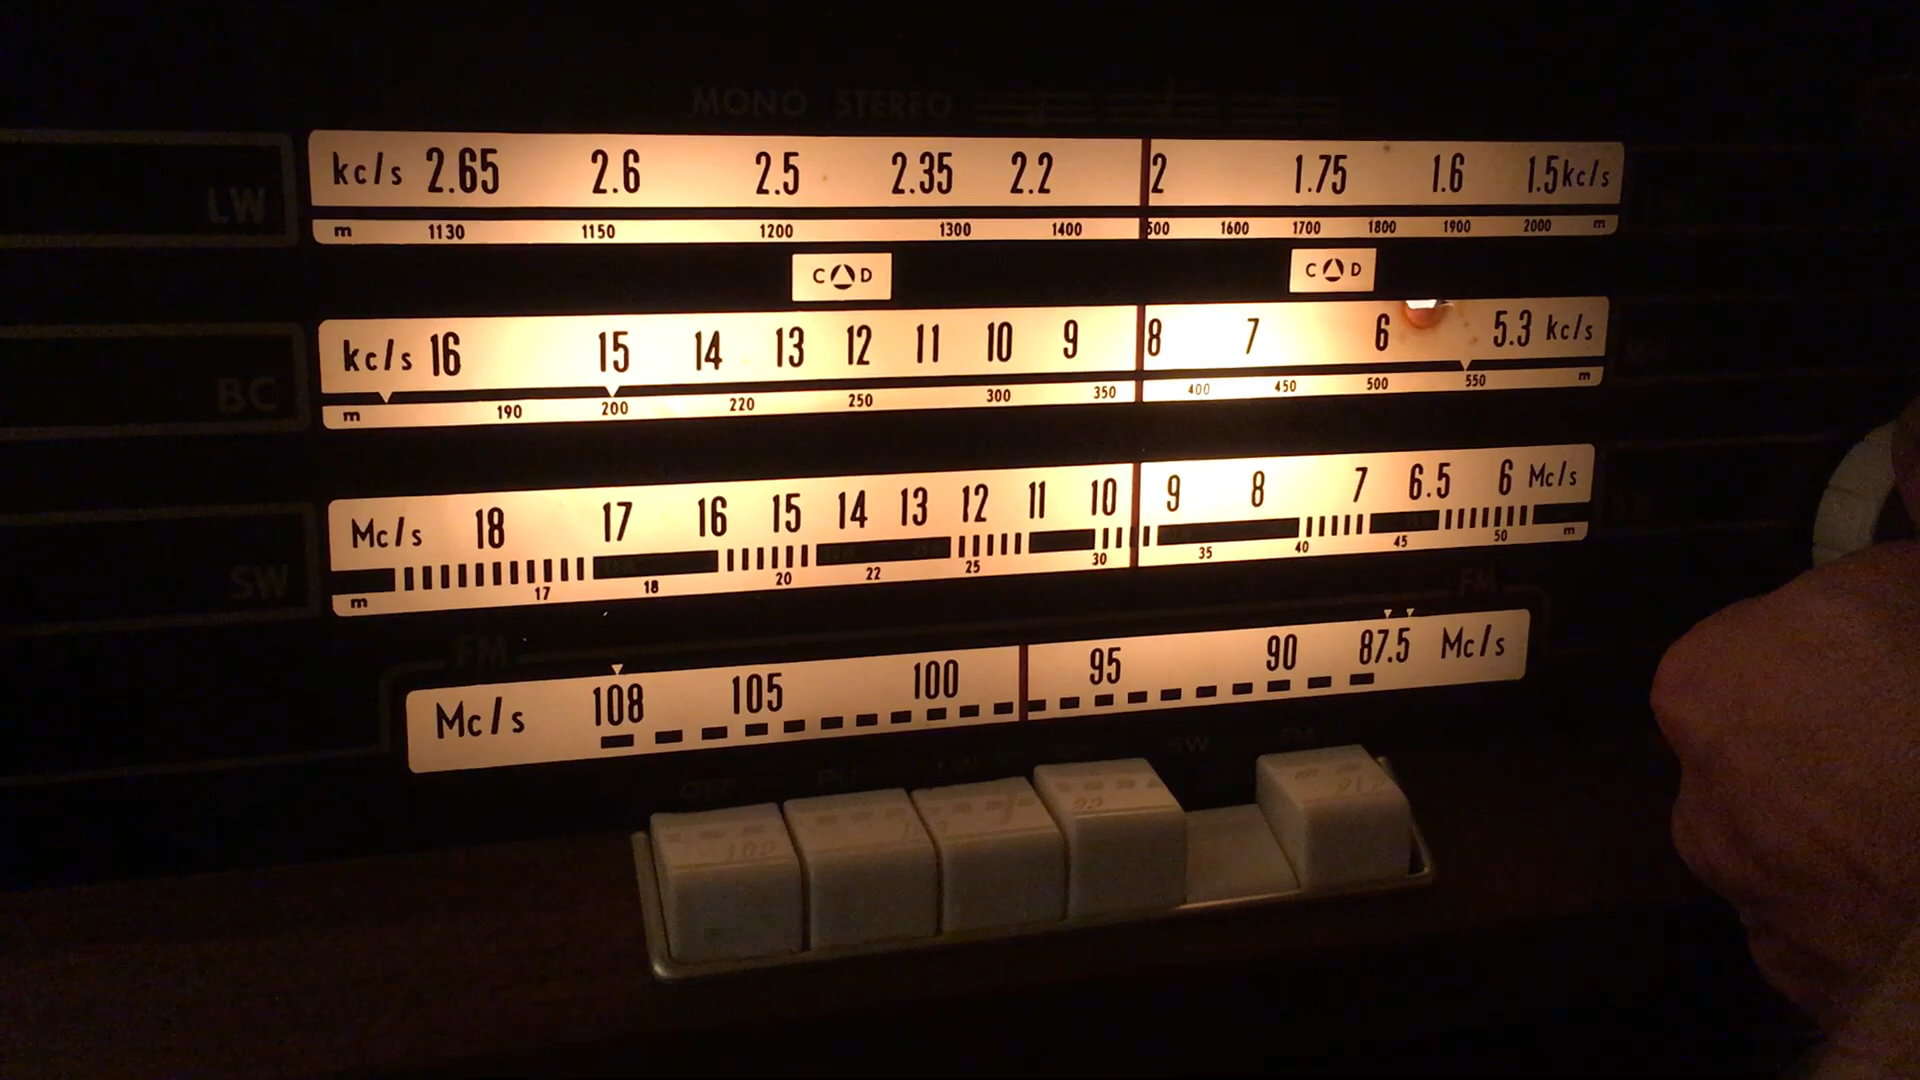 MONO STEREO
LW
kc/s 2.65 2.6 2.5 2.35 2.2 2 1.75 1.6 1.5 kc/s
m 1130 1150 1200 1300 1400 500 1600 1700 1800 1900 2000 m
C D C D
BC
kc/s 16 15 14 13 12 11 10 9 8 7 6 5.3 kc/s
m 190 200 220 250 300 350 400 450 500 550 m
SW
Mc/s 18 17 16 15 14 13 12 11 10 9 8 7 6.5 6 Mc/s
m 17 18 20 22 25 30 35 40 45 50 m
FM FM
Mc/s 108 105 100 95 90 87.5 Mc/s
OFF PU LW SW FM